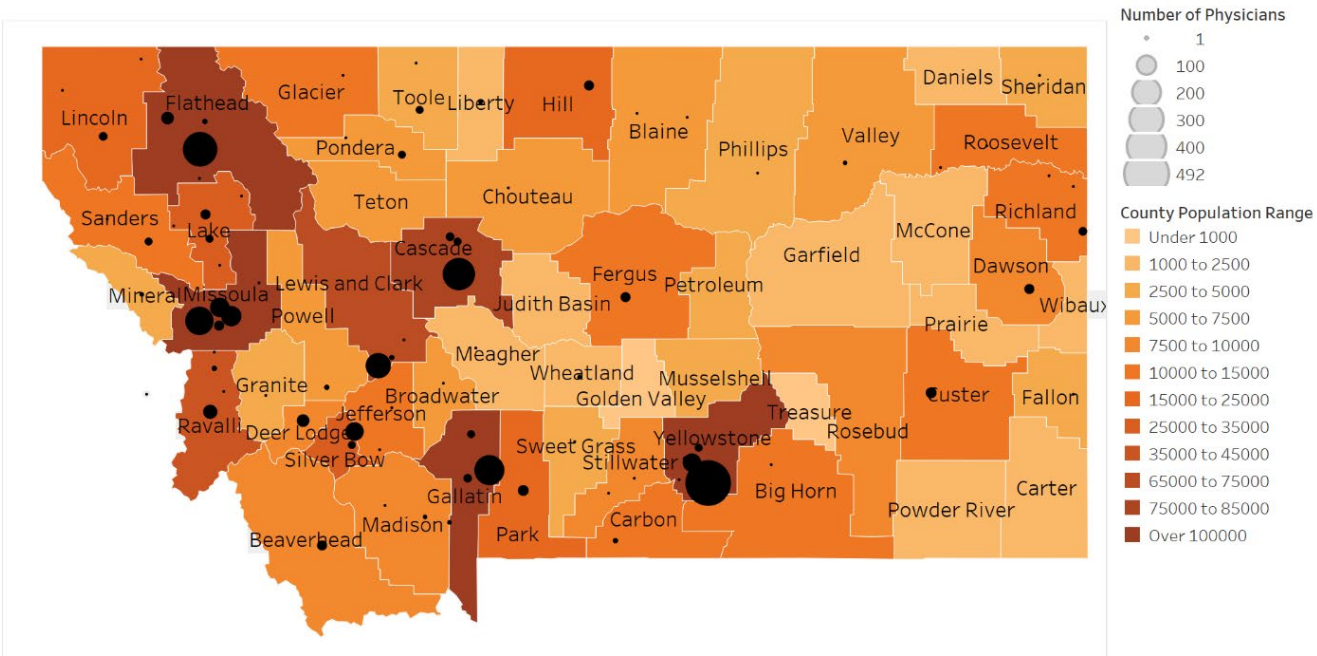 Number of Physicians
1
100
200
300
400
492
County Population Range
Under 1000
1000 to 2500
2500 to 5000
5000 to 7500
7500 to 10000
10000 to 15000
15000 to 25000
25000 to 35000
35000 to 45000
65000 to 75000
75000 to 85000
Over 100000
Daniels
Sheridan
Glacier
Toole
Liberty
Hill
Flathead
Lincoln
Blaine
Valley
Roosevelt
Pondera
Phillips
Teton
Chouteau
Sanders
Lake
Richland
McCone
Cascade
Garfield
Dawson
Fergus
Lewis and Clark
Petroleum
Mineral
Missoula
Judith Basin
Wibaux
Powell
Prairie
Meagher
Wheatland
Musselshell
Granite
Broadwater
Golden Valley
Custer
Fallon
Jefferson
Treasure
Ravalli
Deer Lodge
Rosebud
Yellowstone
Sweet Grass
Silver Bow
Stillwater
Gallatin
Big Horn
Carter
Powder River
Carbon
Madison
Park
Beaverhead